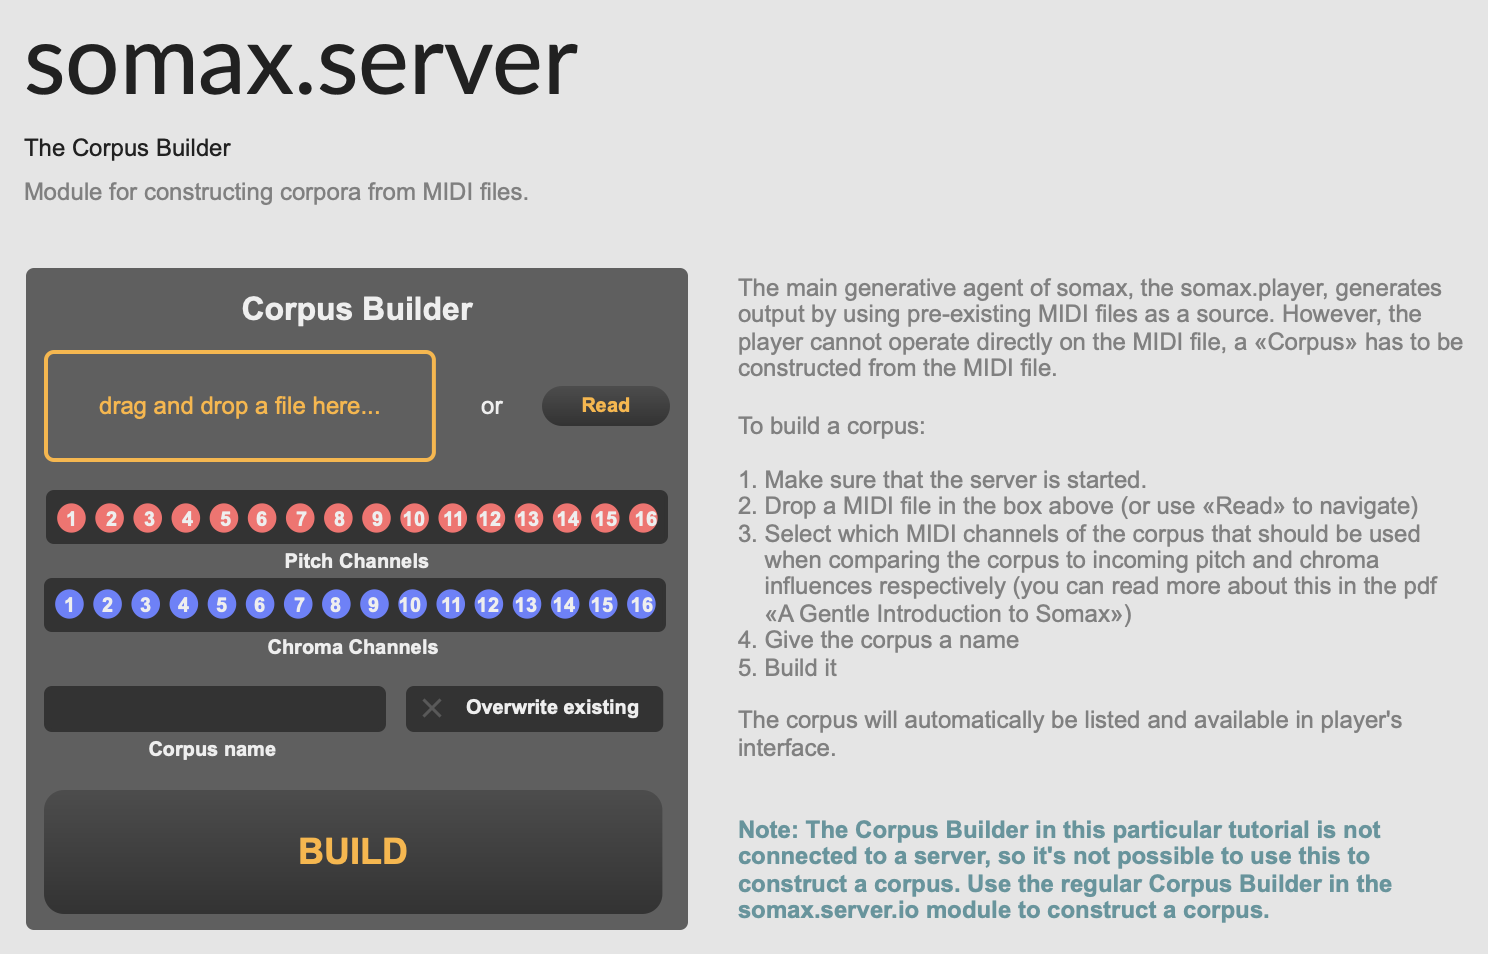 somax.server
The Corpus Builder
Module for constructing corpora from MIDI files.
Corpus Builder
drag and drop a file here...
or
Read
1 2 3 4 5 6 7 8 9 10 11 12 13 14 15 16
Pitch Channels
1 2 3 4 5 6 7 8 9 10 11 12 13 14 15 16
Chroma Channels
Overwrite existing
Corpus name
BUILD
The main generative agent of somax, the somax.player, generates
output by using pre-existing MIDI files as a source. However, the
player cannot operate directly on the MIDI file, a «Corpus» has to be
constructed from the MIDI file.
To build a corpus:
1. Make sure that the server is started.
2. Drop a MIDI file in the box above (or use «Read» to navigate)
3. Select which MIDI channels of the corpus that should be used
when comparing the corpus to incoming pitch and chroma
influences respectively (you can read more about this in the pdf
«A Gentle Introduction to Somax»)
4. Give the corpus a name
5. Build it
The corpus will automatically be listed and available in player's
interface.
Note: The Corpus Builder in this particular tutorial is not
connected to a server, so it's not possible to use this to
construct a corpus. Use the regular Corpus Builder in the
somax.server.io module to construct a corpus.